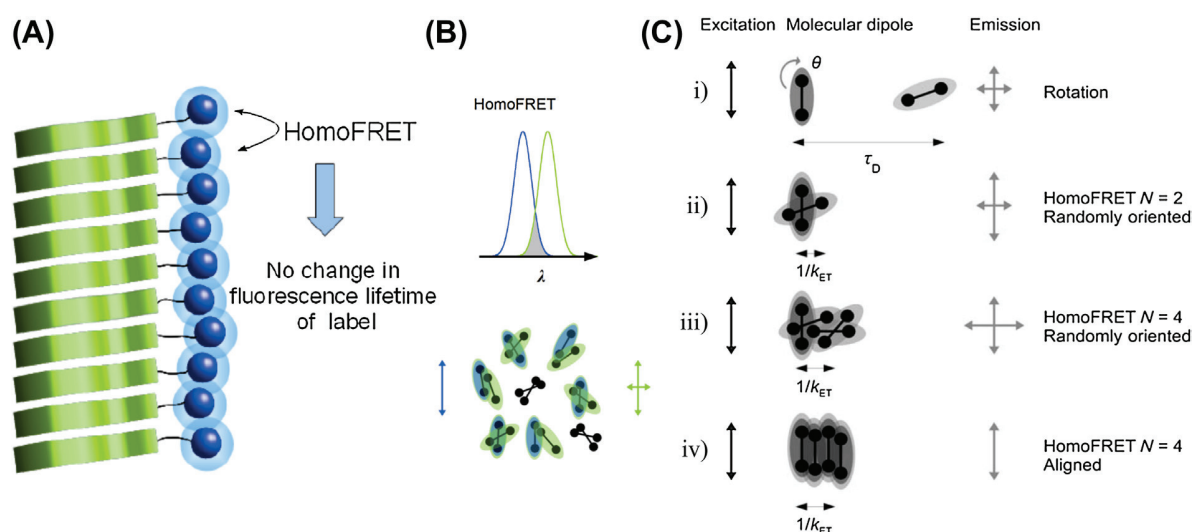 (A)
HomoFRET
No change in
fluorescence lifetime
of label
(B)
HomoFRET
λ
(C)
Excitation Molecular dipole Emission
i)
θ
Rotation
τD
ii)
HomoFRET N = 2
Randomly oriented
1/kET
iii)
HomoFRET N = 4
Randomly oriented
1/kET
iv)
HomoFRET N = 4
Aligned
1/kET